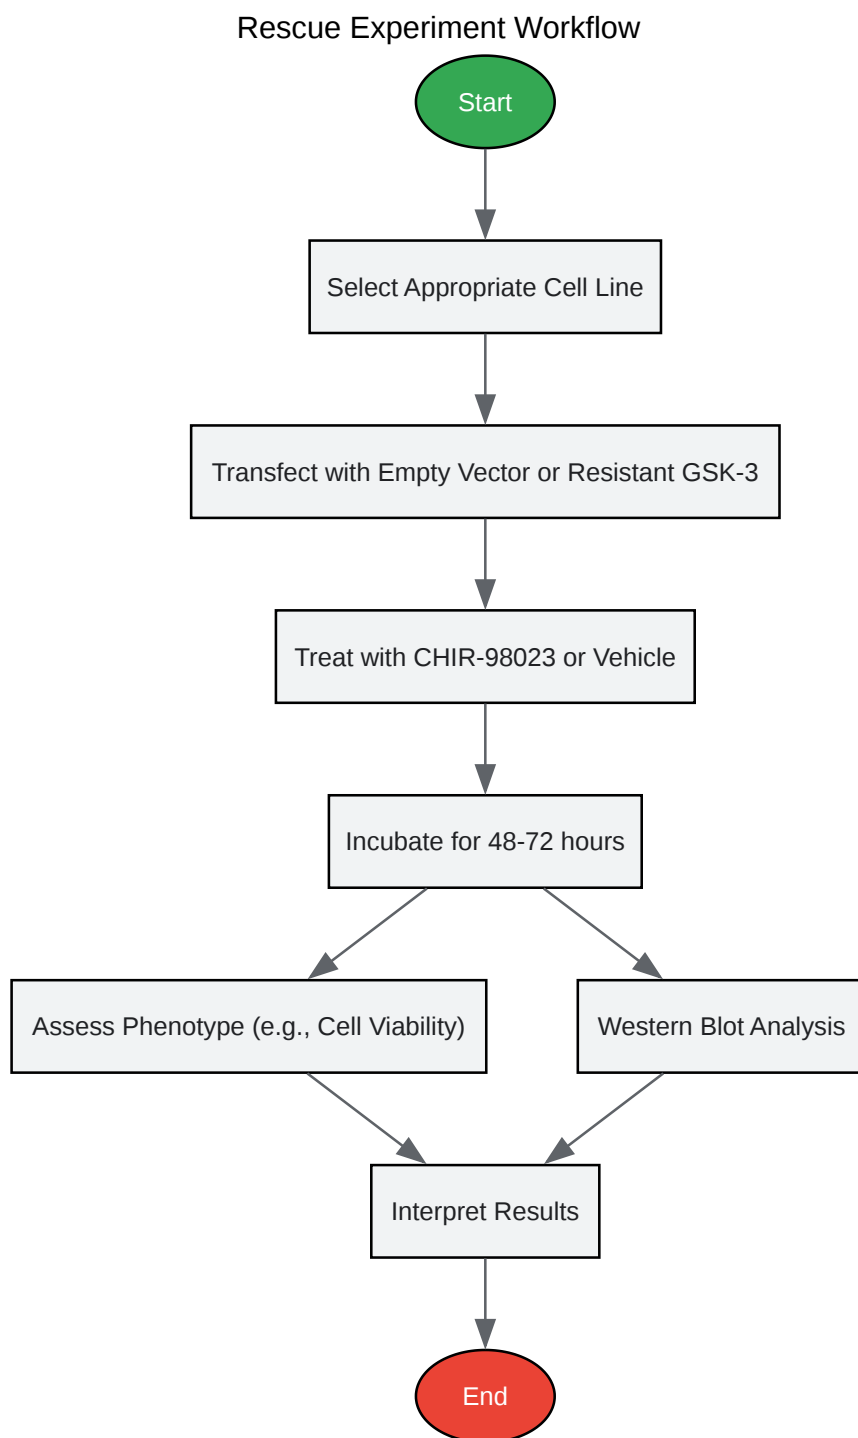 Rescue Experiment Workflow
Start
Select Appropriate Cell Line
Transfect with Empty Vector or Resistant GSK-3
Treat with CHIR-98023 or Vehicle
Incubate for 48-72 hours
Assess Phenotype (e.g., Cell Viability)
Western Blot Analysis
Interpret Results
End